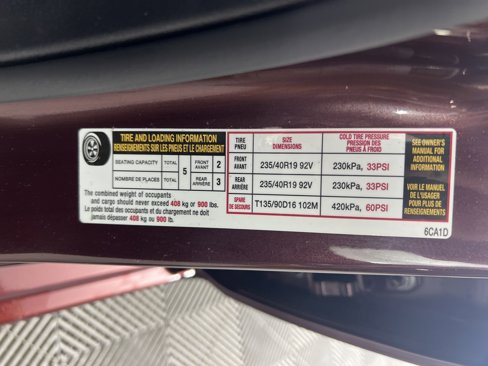 TIRE AND LOADING INFORMATION
RENSEIGNEMENTS SUR LES PNEUS ET LE CHARGEMENT
SEATING CAPACITY TOTAL 5 FRONT AVANT 2
NOMBRE DE PLACES TOTAL REAR ARRIÈRE 3
The combined weight of occupants
and cargo should never exceed 408 kg or 900 lbs.
Le poids total des occupants et du chargement ne doit
jamais dépasser 408 kg ou 900 lb.
TIRE PNEU SIZE DIMENSIONS COLD TIRE PRESSURE PRESSION DES PNEUS À FROID
FRONT AVANT 235/40R19 92V 230kPa, 33PSI
REAR ARRIÈRE 235/40R19 92V 230kPa, 33PSI
SPARE DE SECOURS T135/90D16 102M 420kPa, 60PSI
SEE OWNER'S
MANUAL FOR
ADDITIONAL
INFORMATION
VOIR LE MANUEL
DE L'USAGER
POUR PLUS DE
RENSEIGNEMENTS
6CA1D